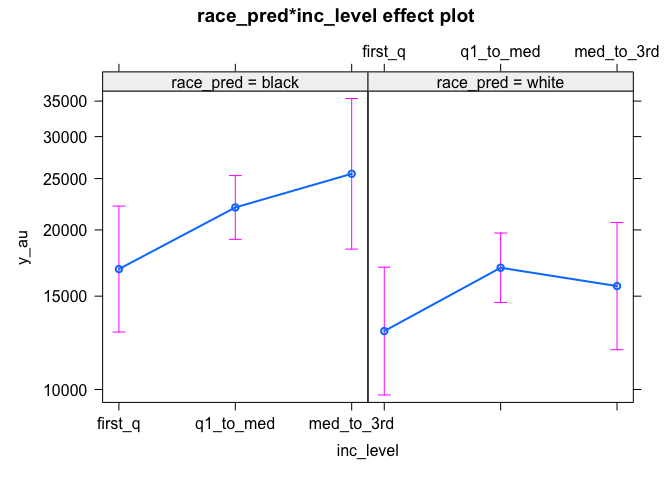 race_pred*inc_level effect plot
first_q q1_to_med med_to_3rd
race_pred = black race_pred = white
35000
30000
25000
20000
15000
10000
y_au
first_q q1_to_med med_to_3rd
inc_level